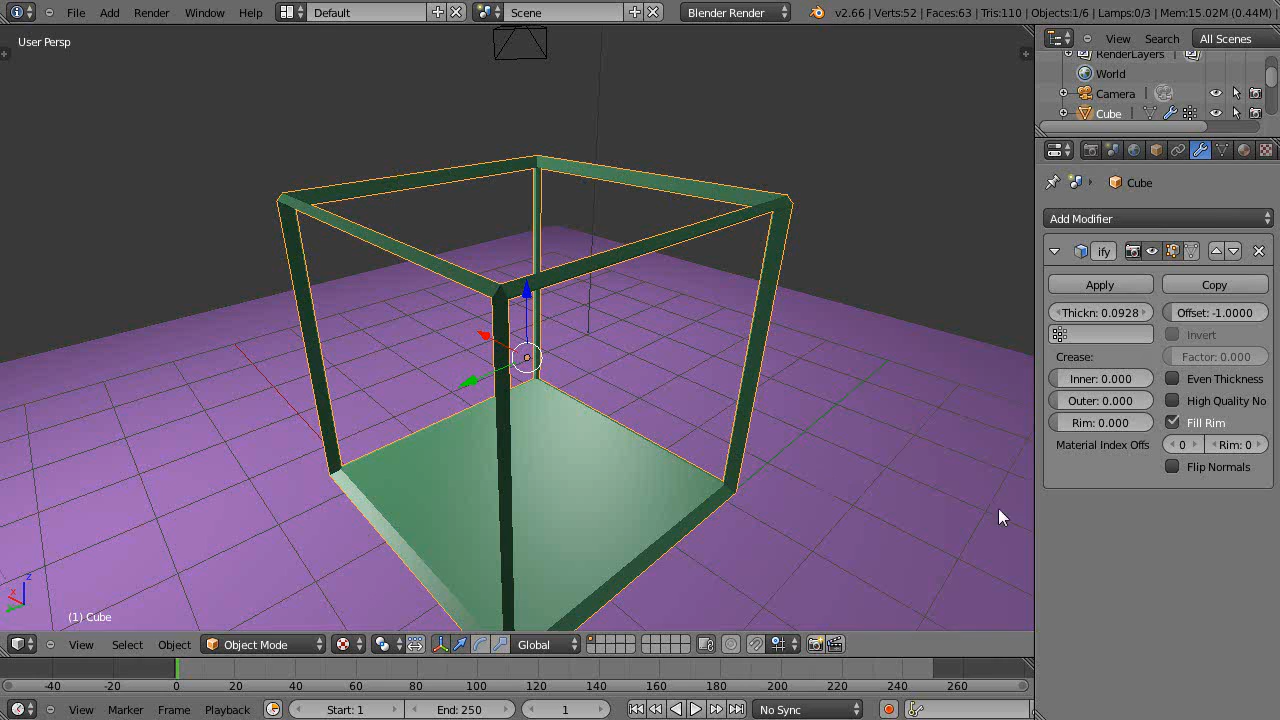 File Add Render Window Help Default Scene Blender Render v2.66 | Verts:52 | Faces:63 | Tris:110 | Objects:1/6 | Lamps:0/3 | Mem:15.02M (0.44M) |
User Persp
View Search All Scenes
RenderLayers |
World
Camera |
Cube |
Cube
Add Modifier
ify
Apply Copy
Thickn: 0.0928 Offset: -1.0000
Invert
Crease: Factor: 0.000
Inner: 0.000 Even Thickness
Outer: 0.000 High Quality No
Rim: 0.000 Fill Rim
Material Index Offs 0 Rim: 0
Flip Normals
z
x
(1) Cube
View Select Object Object Mode Global
-40 -20 0 20 40 60 80 100 120 140 160 180 200 220 240 260
View Marker Frame Playback Start: 1 End: 250 1 No Sync